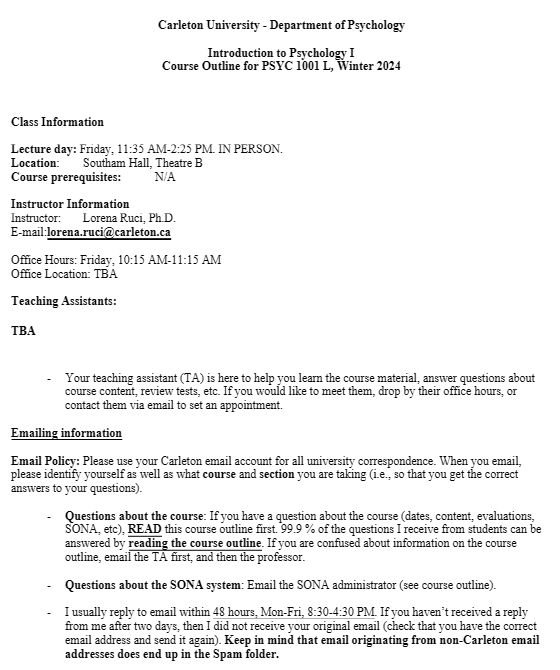 Carleton University - Department of Psychology
Introduction to Psychology I
Course Outline for PSYC 1001 L, Winter 2024
Class Information
Lecture day: Friday, 11:35 AM-2:25 PM. IN PERSON.
Location: Southam Hall, Theatre B
Course prerequisites: N/A
Instructor Information
Instructor: Lorena Ruci, Ph.D.
E-mail:lorena.ruci@carleton.ca
Office Hours: Friday, 10:15 AM-11:15 AM
Office Location: TBA
Teaching Assistants:
TBA
- Your teaching assistant (TA) is here to help you learn the course material, answer questions about
course content, review tests, etc. If you would like to meet them, drop by their office hours, or
contact them via email to set an appointment.
Emailing information
Email Policy: Please use your Carleton email account for all university correspondence. When you email,
please identify yourself as well as what course and section you are taking (i.e., so that you get the correct
answers to your questions).
- Questions about the course: If you have a question about the course (dates, content, evaluations,
SONA, etc), READ this course outline first. 99.9 % of the questions I receive from students can be
answered by reading the course outline. If you are confused about information on the course
outline, email the TA first, and then the professor.
- Questions about the SONA system: Email the SONA administrator (see course outline).
- I usually reply to email within 48 hours, Mon-Fri, 8:30-4:30 PM. If you haven't received a reply
from me after two days, then I did not receive your original email (check that you have the correct
email address and send it again). Keep in mind that email originating from non-Carleton email
addresses does end up in the Spam folder.